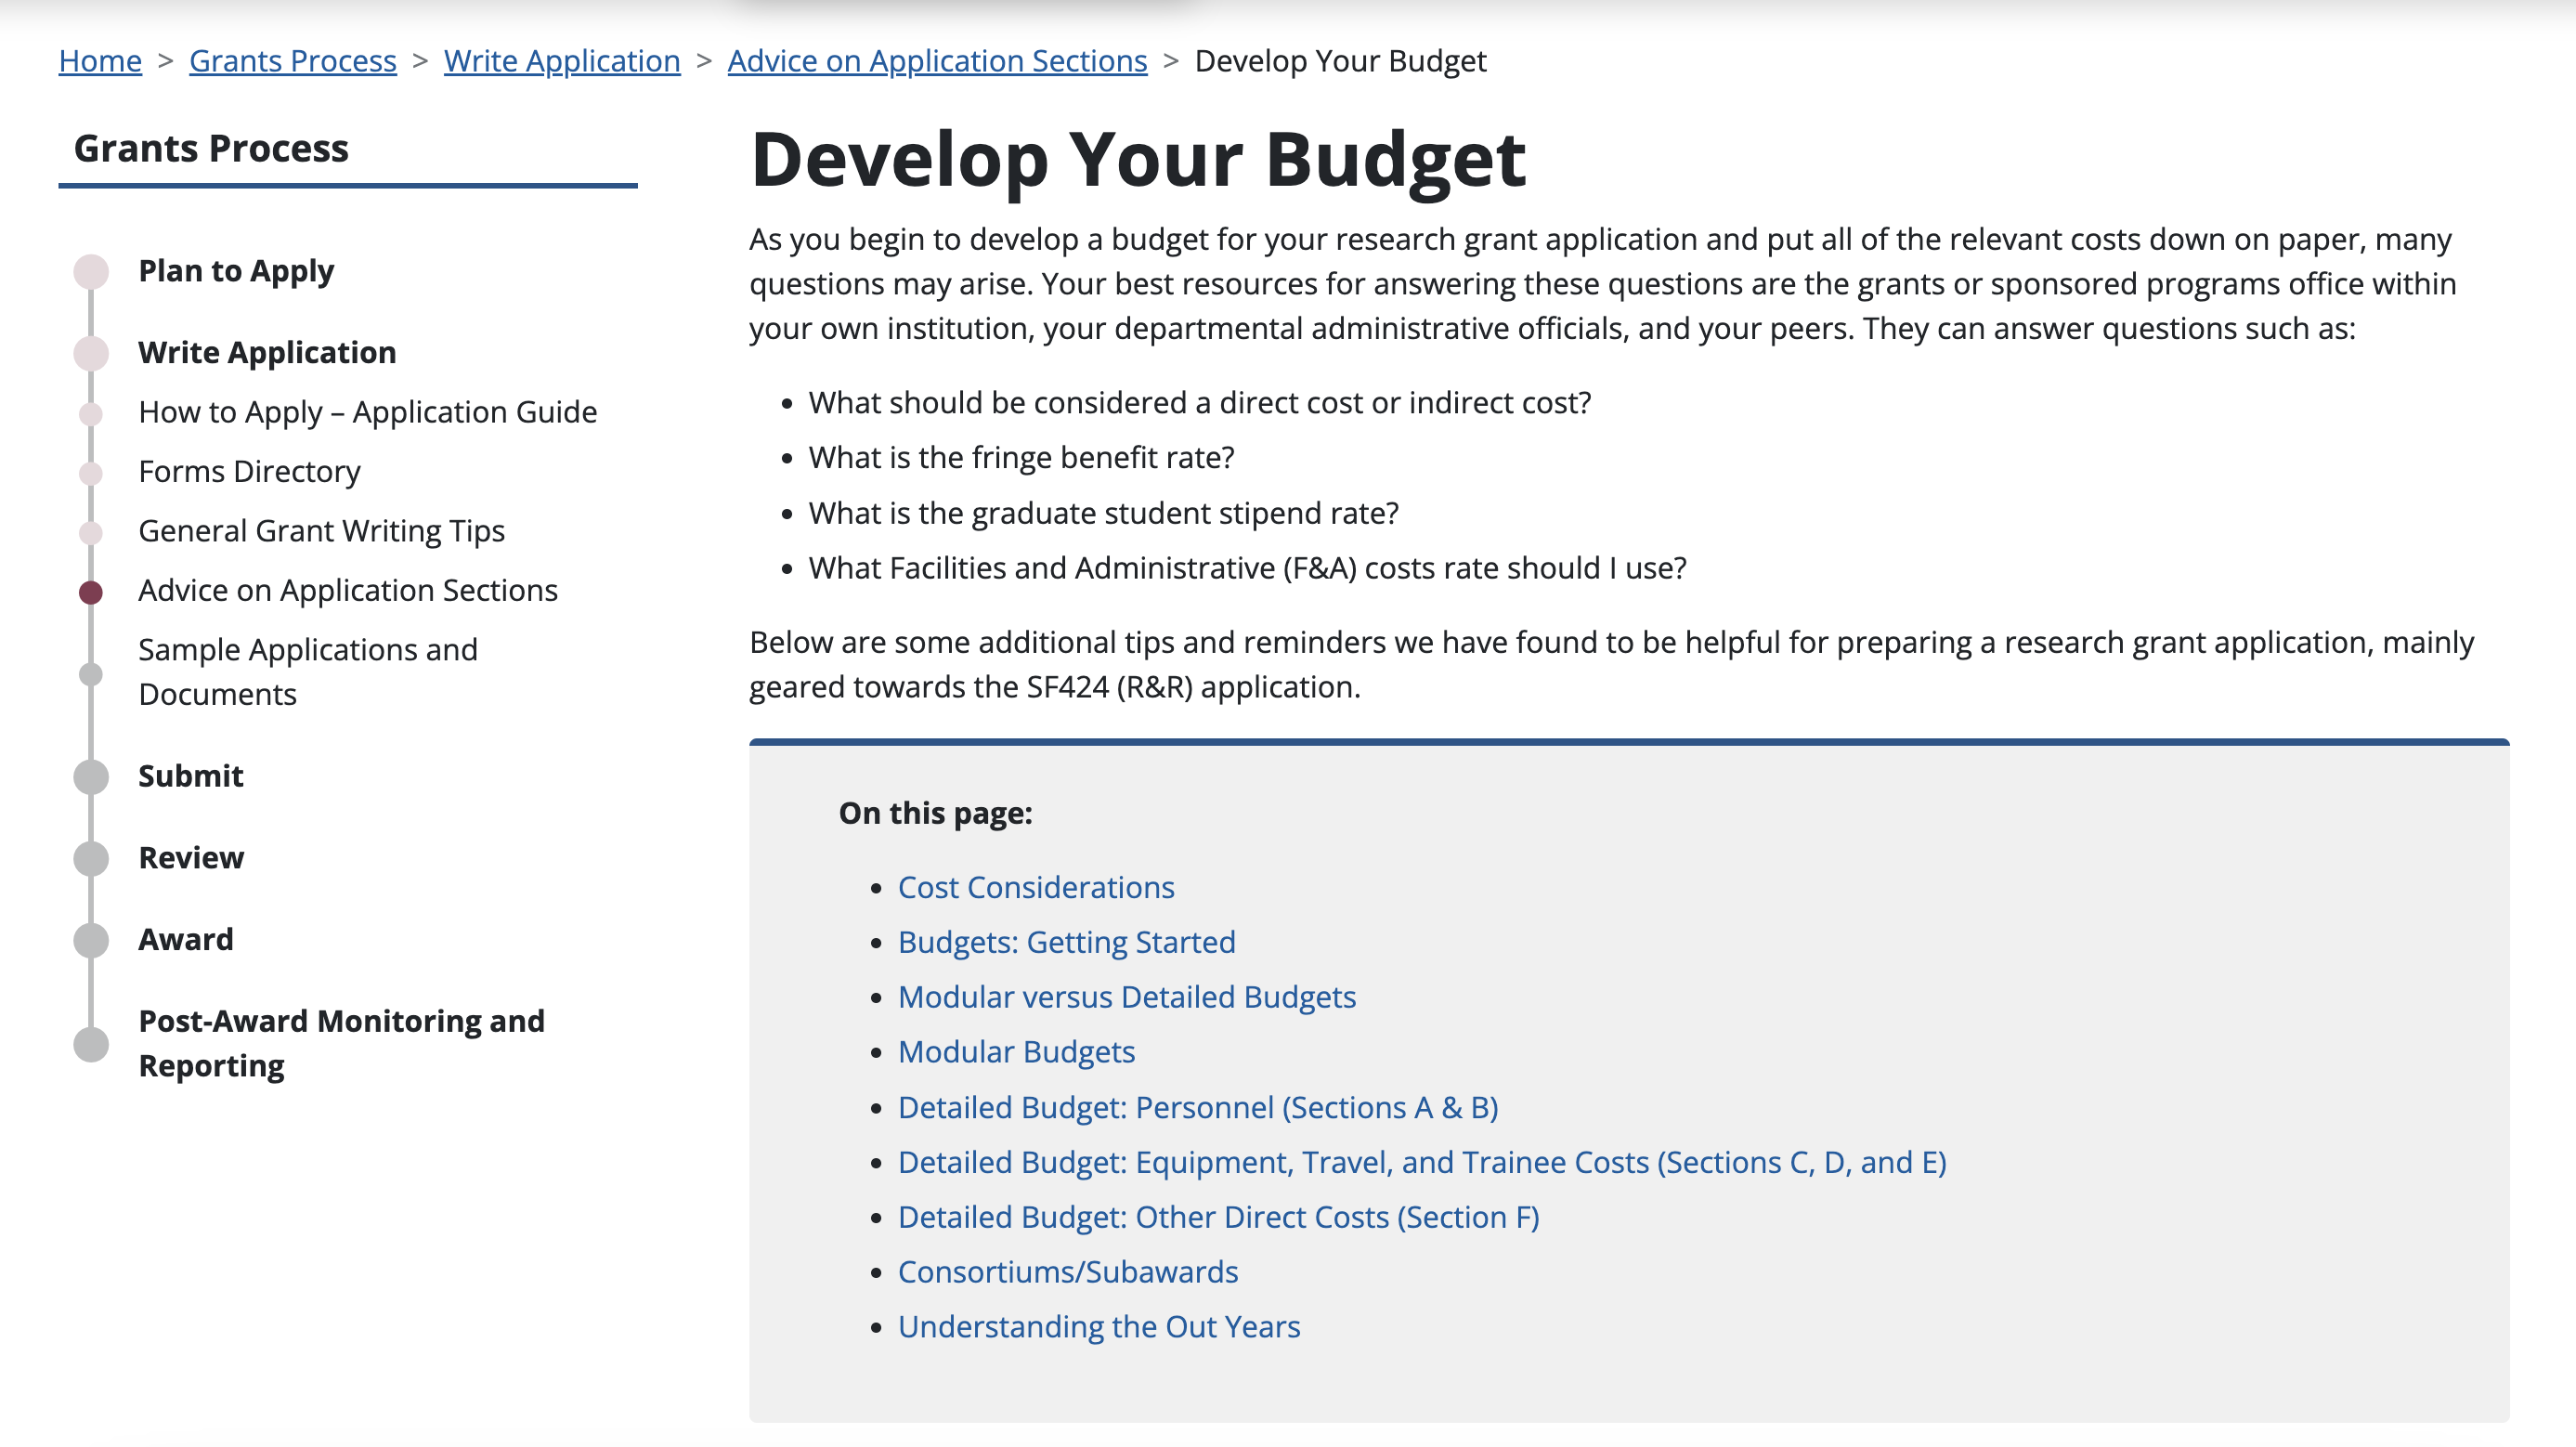 Home > Grants Process > Write Application > Advice on Application Sections > Develop Your Budget
Grants Process
Plan to Apply
Write Application
How to Apply – Application Guide
Forms Directory
General Grant Writing Tips
Advice on Application Sections
Sample Applications and
Documents
Submit
Review
Award
Post-Award Monitoring and
Reporting
Develop Your Budget
As you begin to develop a budget for your research grant application and put all of the relevant costs down on paper, many
questions may arise. Your best resources for answering these questions are the grants or sponsored programs office within
your own institution, your departmental administrative officials, and your peers. They can answer questions such as:
• What should be considered a direct cost or indirect cost?
• What is the fringe benefit rate?
• What is the graduate student stipend rate?
• What Facilities and Administrative (F&A) costs rate should I use?
Below are some additional tips and reminders we have found to be helpful for preparing a research grant application, mainly
geared towards the SF424 (R&R) application.
On this page:
• Cost Considerations
• Budgets: Getting Started
• Modular versus Detailed Budgets
• Modular Budgets
• Detailed Budget: Personnel (Sections A & B)
• Detailed Budget: Equipment, Travel, and Trainee Costs (Sections C, D, and E)
• Detailed Budget: Other Direct Costs (Section F)
• Consortiums/Subawards
• Understanding the Out Years